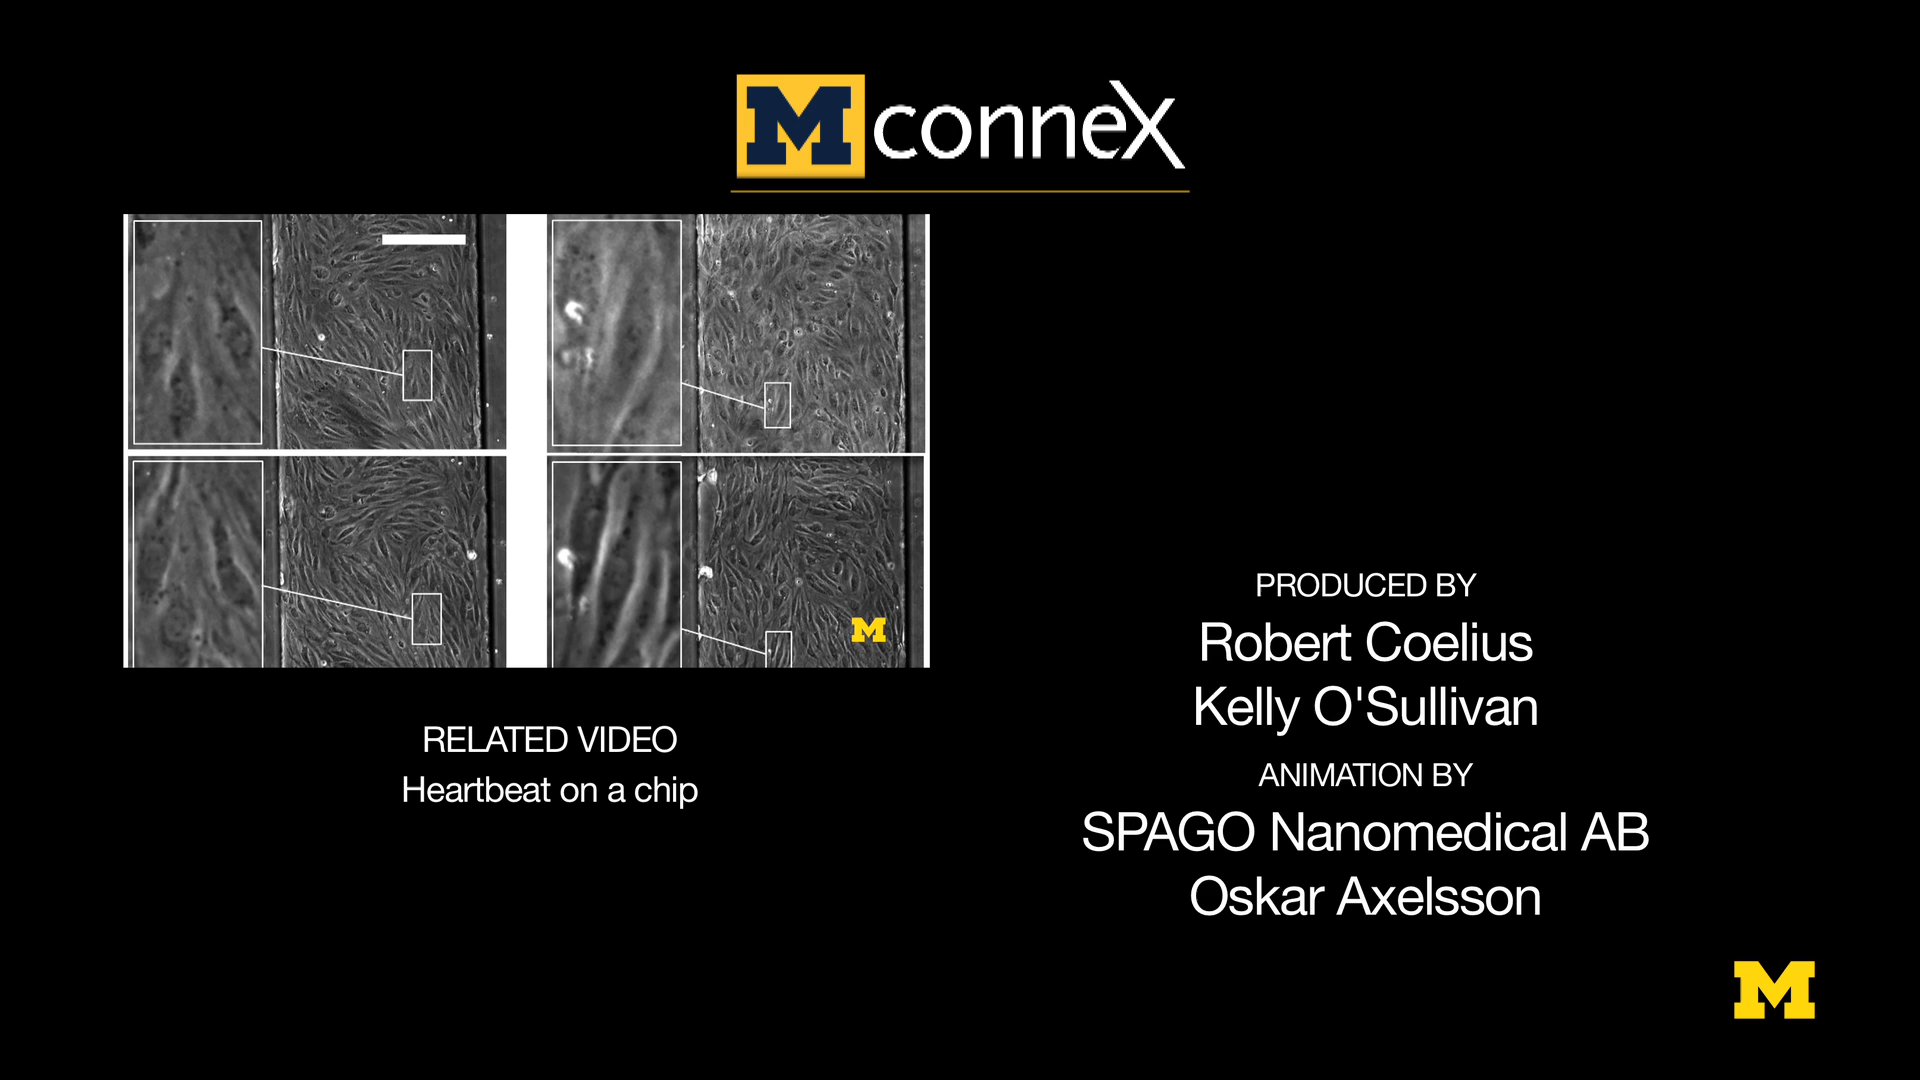 M conneX
RELATED VIDEO
Heartbeat on a chip
M
PRODUCED BY
Robert Coelius
Kelly O'Sullivan
ANIMATION BY
SPAGO Nanomedical AB
Oskar Axelsson
M